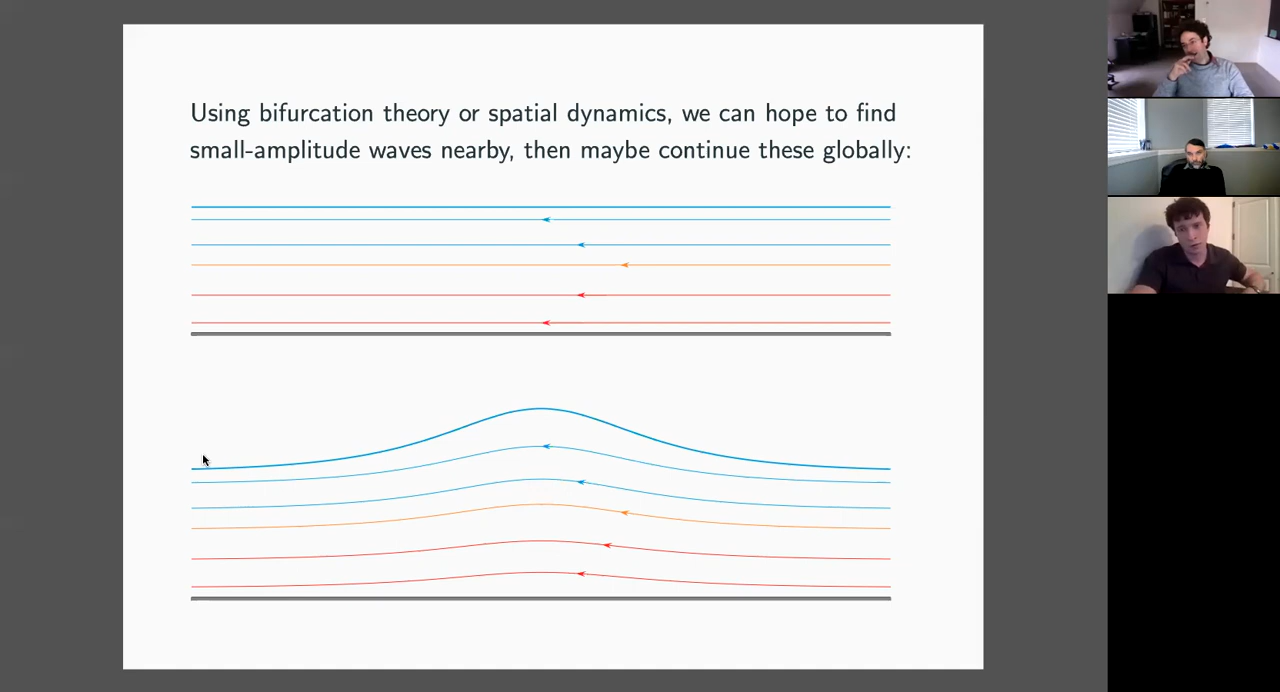 Using bifurcation theory or spatial dynamics, we can hope to find
small-amplitude waves nearby, then maybe continue these globally: